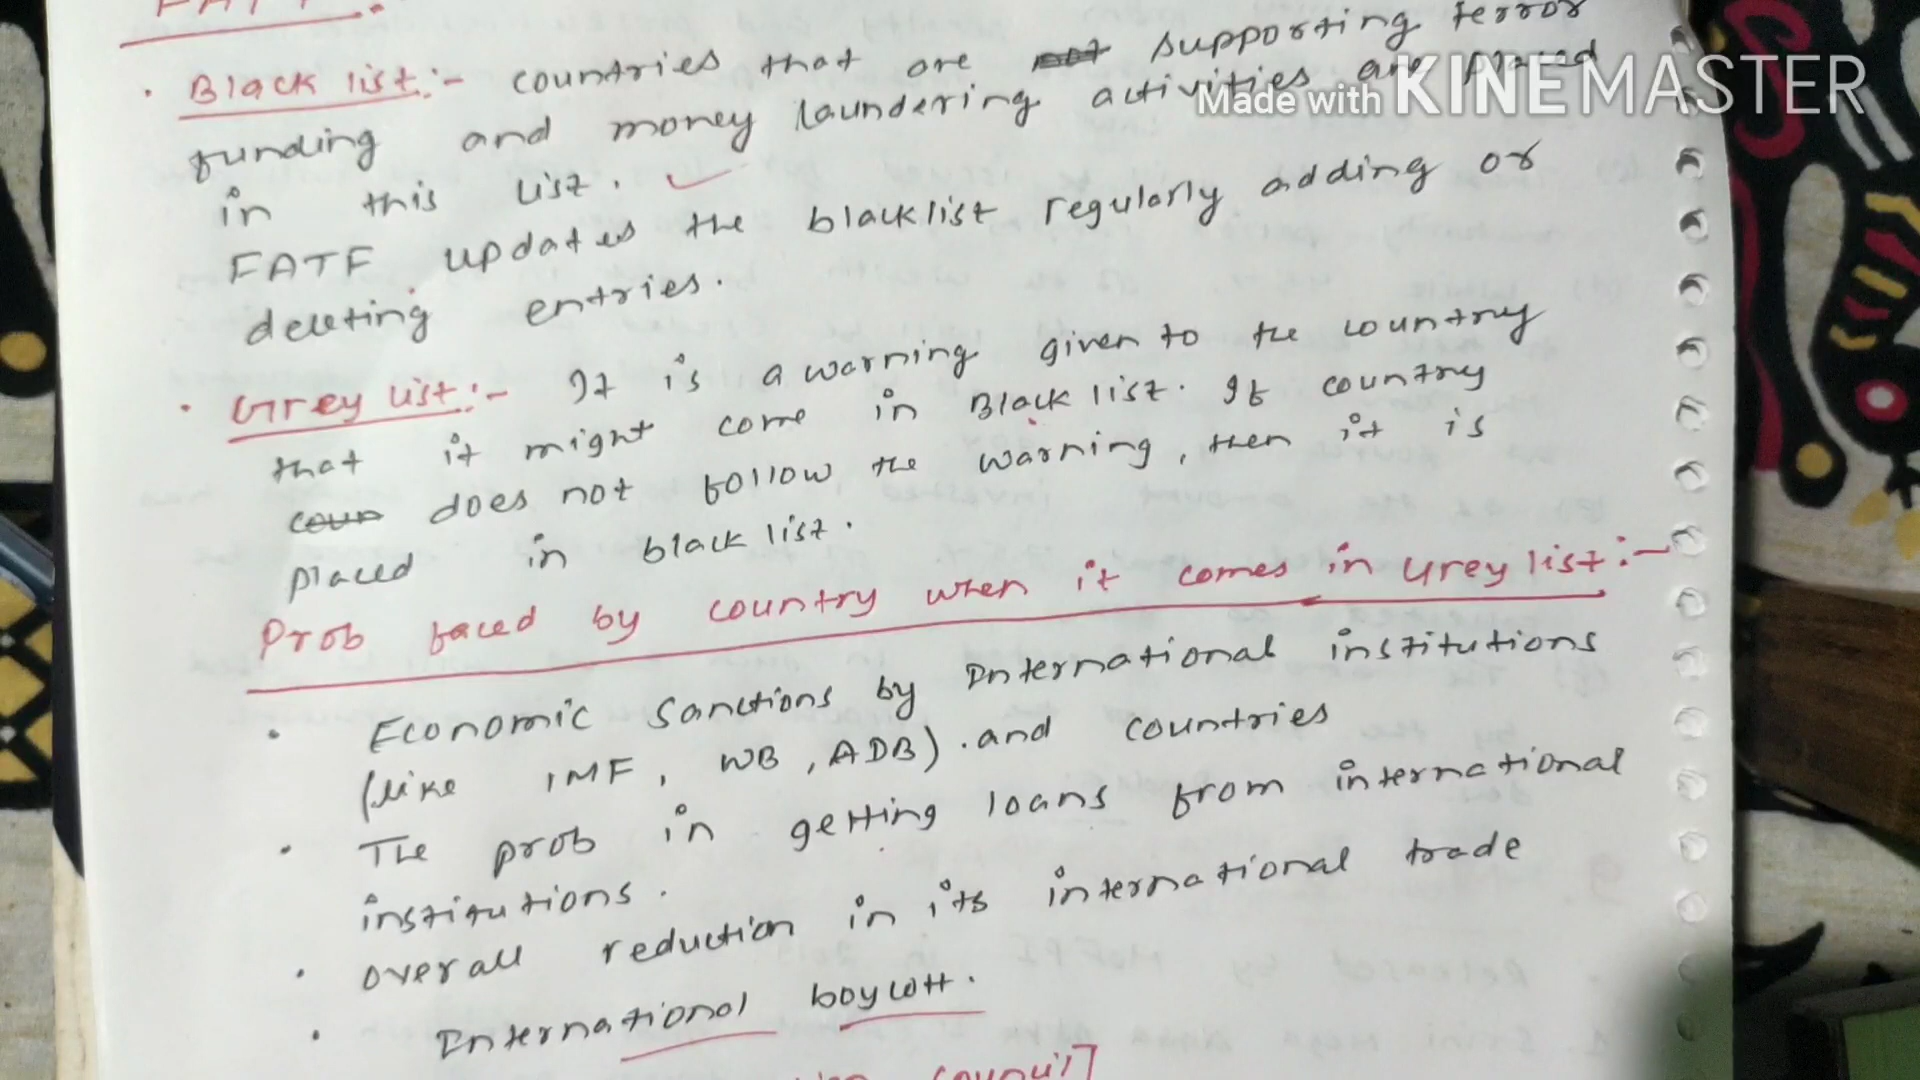 FATF
• Black list :- countries that are not supporting terror
funding and money laundering activities are placed
in this list.
FATF updates the blacklist regularly adding or
deleting entries.
• Grey list :- It is a warning given to the country
that it might come in Black list. If country
coun does not follow the warning, then it is
placed in black list.
Prob faced by country when it comes in Grey list :-
• Economic Sanctions by International institutions
(like IMF, WB, ADB). and countries
• The prob in getting loans from international
institutions.
• overall reduction in its international trade
• International boycott.
council]
Made with KINEMASTER